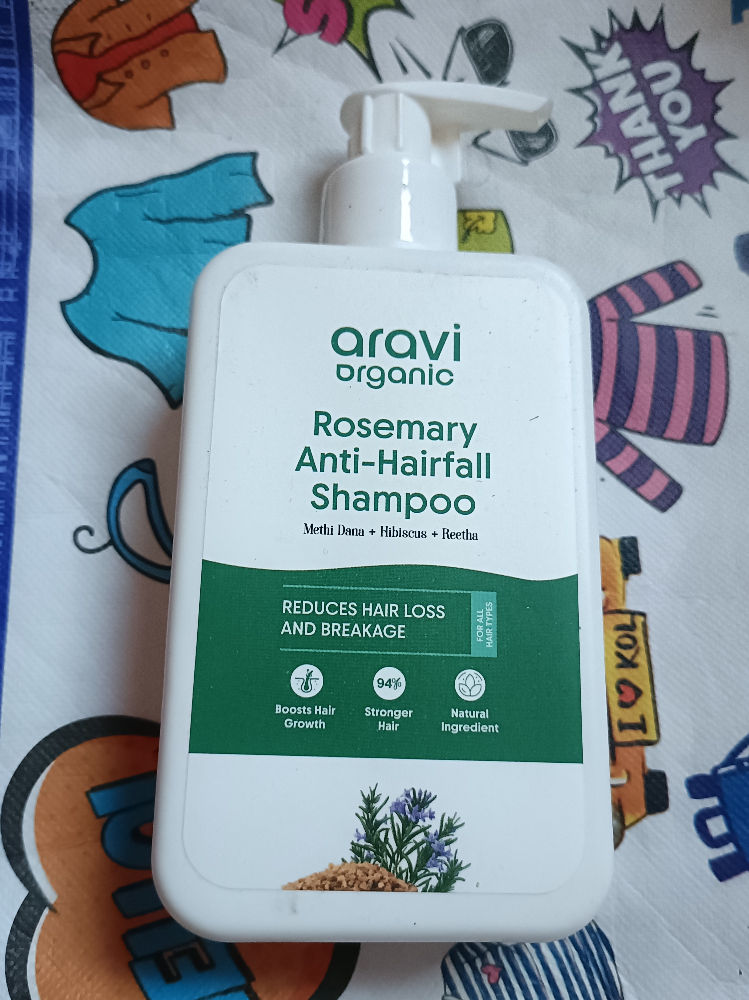 THANK
YOU
aravi
organic
Rosemary
Anti-Hairfall
Shampoo
Methi Dana + Hibiscus + Reetha
REDUCES HAIR LOSS
AND BREAKAGE
FOR ALL
HAIR TYPES
94%
Boosts Hair
Growth
Stronger
Hair
Natural
Ingredient
I ♥ KOL